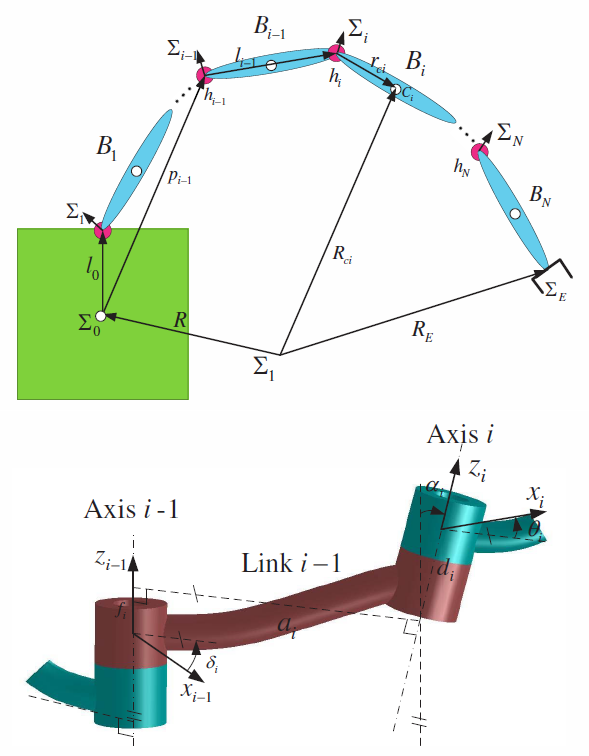 B_{i−1}
Σ_i
Σ_{i−1}
l_{i−1}
r_{ci}
B_i
h_i
h_{i−1}
C_i
B_1
Σ_N
p_{i−1}
h_N
B_N
Σ_1
l_0
R_{ci}
Σ_E
Σ_0
R
R_E
Σ_1
Axis i
z_i
α_i
x_i
Axis i-1
θ_i
z_{i−1}
Link i−1
d_i
f_i
a_i
δ_i
x_{i−1}